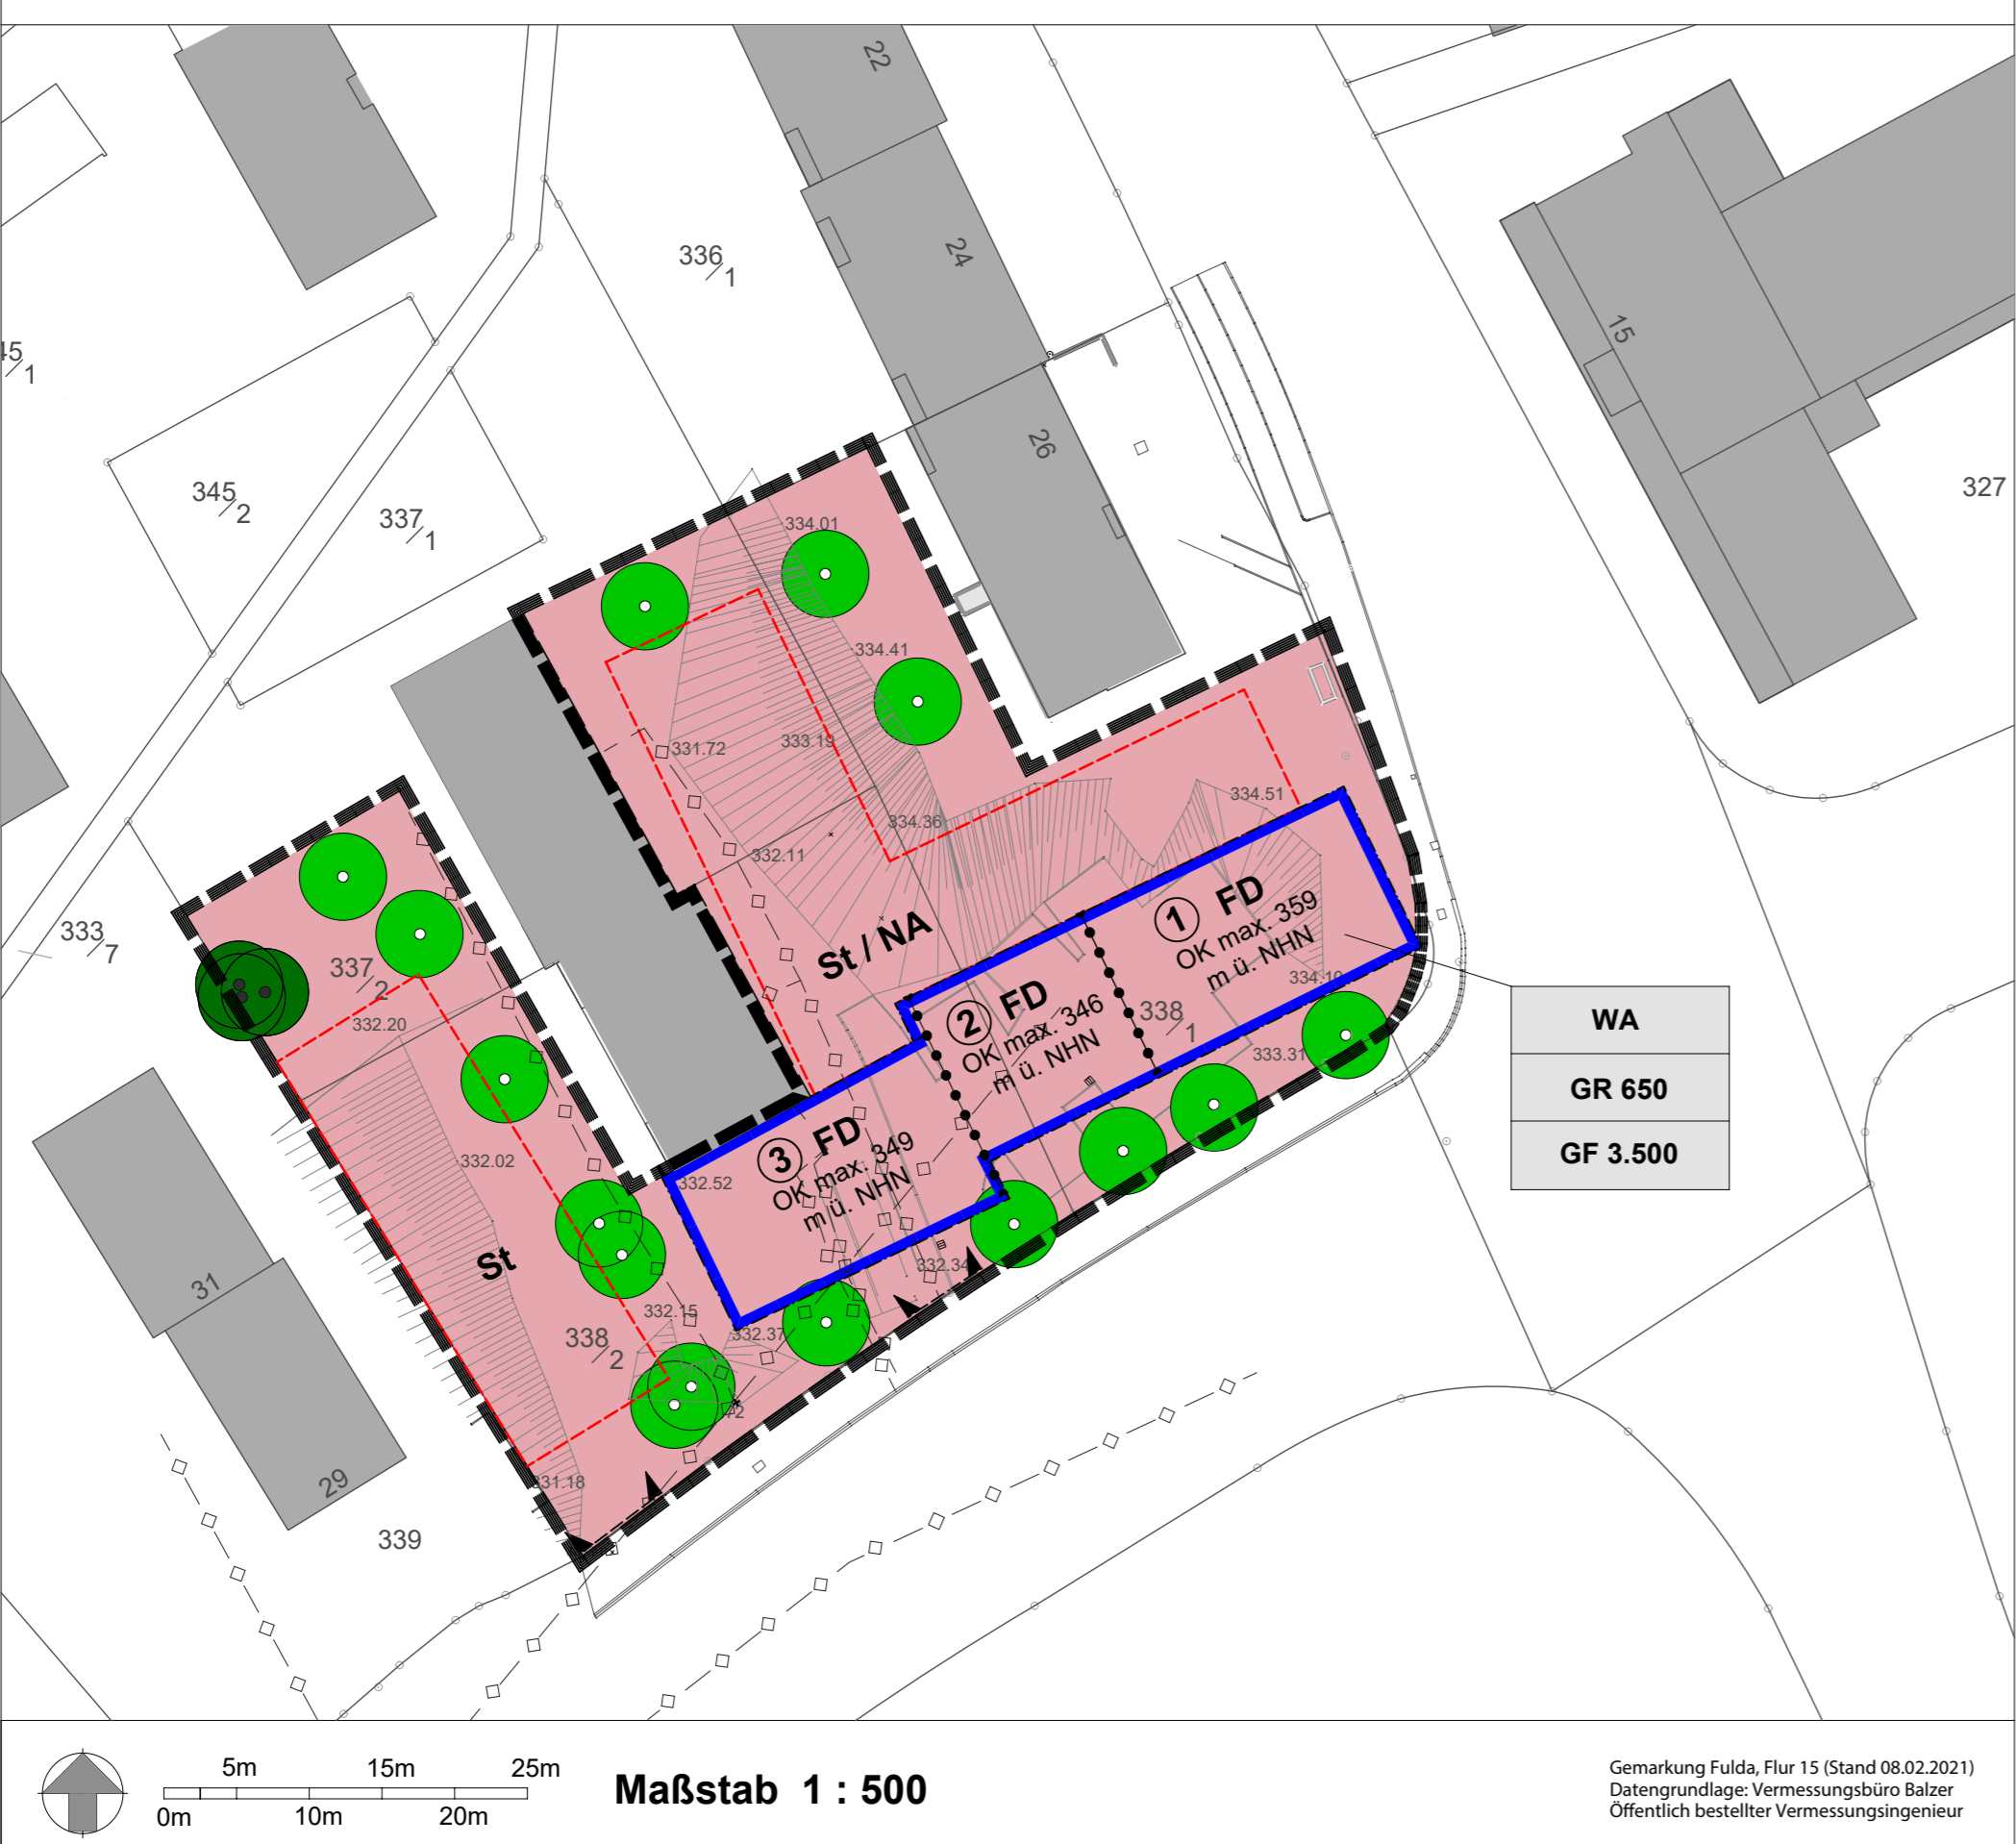 22
24
26
336/1
15
45/1
345/2
337/1
327
334.01
334.41
331.72
333.19
334.51
334.36
332.11
333/7
337/2
St / NA
1 FD
OK max. 359
m ü. NHN
334.10
2 FD
OK max. 346
m ü. NHN
338/1
333.31
WA
GR 650
GF 3.500
332.20
332.02
3 FD
OK max. 349
m ü. NHN
332.52
St
332.34
31
332.15
332.37
338/2
29
331.18
339
5m
15m
25m
0m
10m
20m
Maßstab 1 : 500
Gemarkung Fulda, Flur 15 (Stand 08.02.2021)
Datengrundlage: Vermessungsbüro Balzer
Öffentlich bestellter Vermessungsingenieur